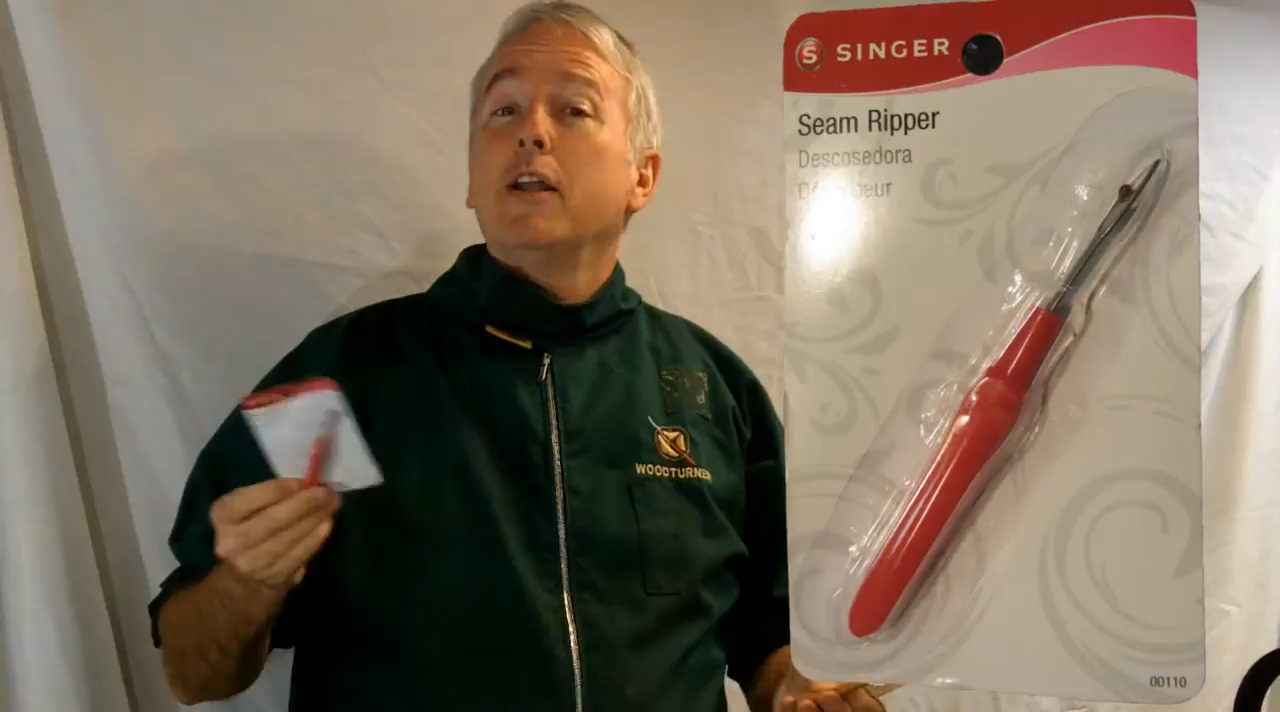 S SINGER
Seam Ripper
Descosedora
00110
WOODTURNER